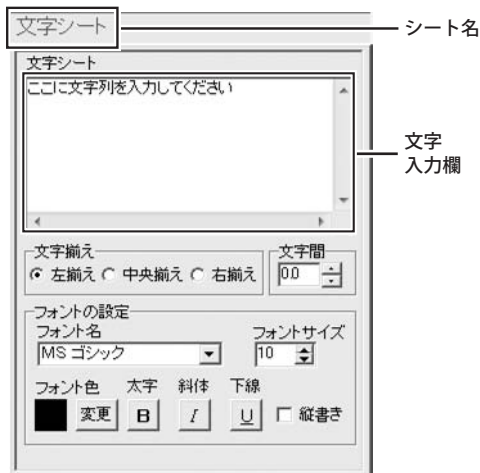 文字シート
シート名
文字シート
ここに文字列を入力してください
文字
入力欄
文字揃え
文字間
左揃え 中央揃え 右揃え
0.0
フォントの設定
フォント名 フォントサイズ
MS ゴシック 10
フォント色 太字 斜体 下線
変更 B I U 縦書き